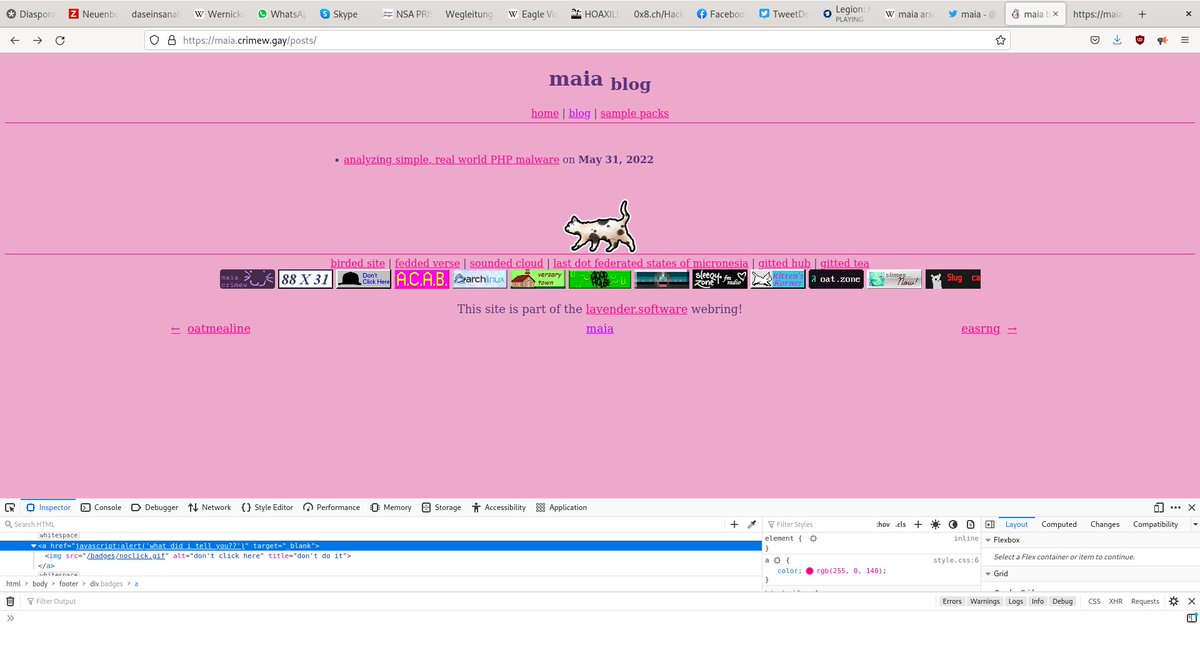 Diaspora
Neuenbu
daseinsanal
Wernick
WhatsA
Skype
NSA PRI
Wegleitung
Eagle Vi
HOAXILL
0x8.ch/Hack
Faceboo
TweetDe
Legion: H
PLAYING
maia ars
maia - @
maia b
https://maia
https://maia.crimew.gay/posts/
maia blog
home | blog | sample packs
• analyzing simple, real world PHP malware on May 31, 2022
birded site | fedded verse | sounded cloud | last dot federated states of micronesia | gitted hub | gitted tea
maia crimew
88 X 31
Don't Click Here
A.C.A.B.
archlinux
versary town
sleepy zone fm radio
Kitten's Korner
oat.zone
slimes Now!
Slug ca
This site is part of the lavender.software webring!
← oatmealine maia easrng →
Inspector Console Debugger Network Style Editor Performance Memory Storage Accessibility Application
Search HTML
Filter Styles :hov .cls
Layout Computed Changes Compatibility
whitespace
<a href="javascript:alert('what did i tell you??')" target="_blank">
<img src="/badges/noclick.gif" alt="don't click here" title="don't do it">
</a>
whitespace
html > body > footer > div.badges > a
element { inline
}
a { style.css:6
color: rgb(255, 0, 140);
}
Flexbox
Select a Flex container or item to continue.
Grid
Filter Output
Errors Warnings Logs Info Debug CSS XHR Requests